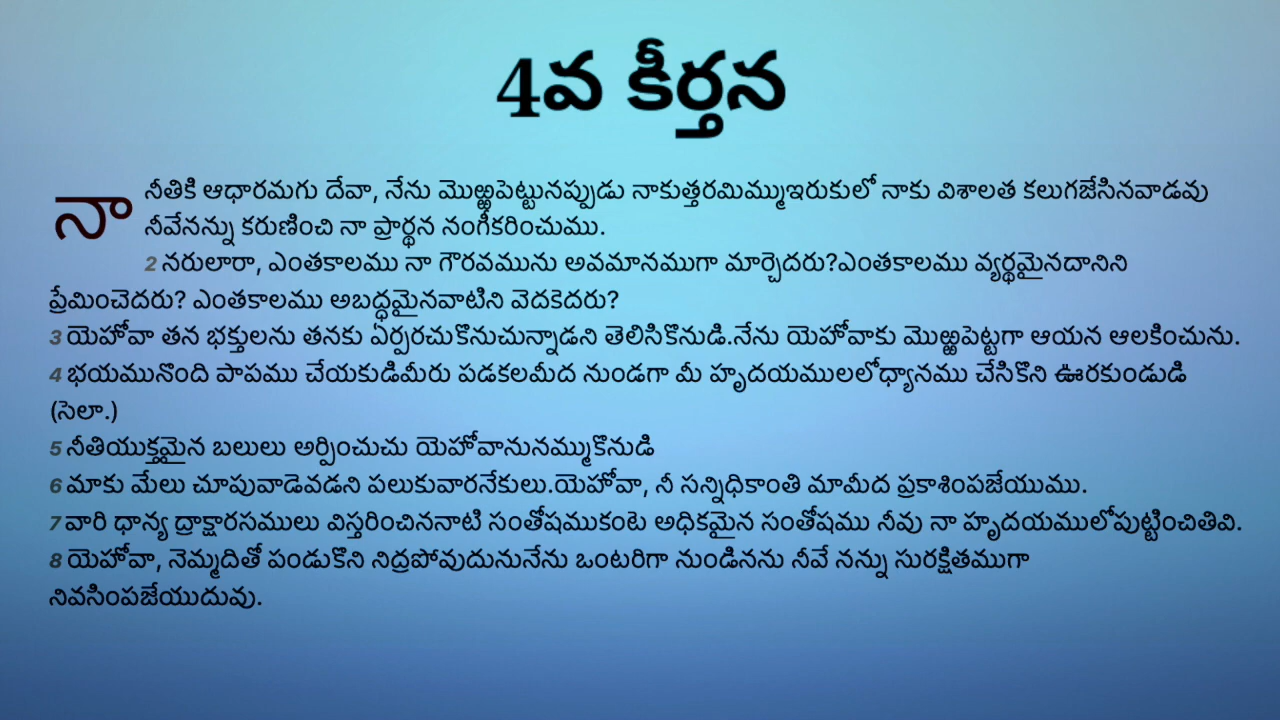 4వ కీర్తన
నా నీతికి ఆధారమగు దేవా, నేను మొఱ్ఱపెట్టునప్పుడు నాకుత్తరమిమ్ముఇరుకులో నాకు విశాలత కలుగజేసినవాడవు
నీవేనన్ను కరుణించి నా ప్రార్థన నంగీకరించుము.
2 నరులారా, ఎంతకాలము నా గౌరవమును అవమానముగా మార్చెదరు?ఎంతకాలము వ్యర్థమైనదానిని
ప్రేమించెదరు? ఎంతకాలము అబద్ధమైనవాటిని వెదకెదరు?
3 యెహోవా తన భక్తులను తనకు ఏర్పరచుకొనుచున్నాడని తెలిసికొనుడి.నేను యెహోవాకు మొఱ్ఱపెట్టగా ఆయన ఆలకించును.
4 భయమునొంది పాపము చేయకుడిమీరు పడకలమీద నుండగా మీ హృదయములలోధ్యానము చేసికొని ఊరకుండుడి
(సెలా.)
5 నీతియుక్తమైన బలులు అర్పించుచు యెహోవానునమ్ముకొనుడి
6 మాకు మేలు చూపువాడెవడని పలుకువారనేకులు.యెహోవా, నీ సన్నిధికాంతి మామీద ప్రకాశింపజేయుము.
7 వారి ధాన్య ద్రాక్షారసములు విస్తరించిననాటి సంతోషముకంటె అధికమైన సంతోషము నీవు నా హృదయములోపుట్టించితివి.
8 యెహోవా, నెమ్మదితో పండుకొని నిద్రపోవుదునునేను ఒంటరిగా నుండినను నీవే నన్ను సురక్షితముగా
నివసింపజేయుదువు.